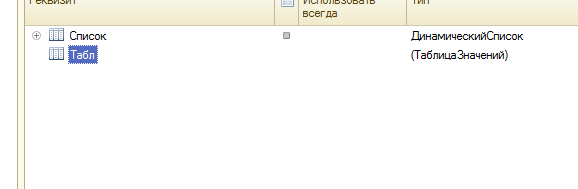 Реквизит Использовать Тип
всегда
Список ДинамическийСписок
Табл (ТаблицаЗначений)